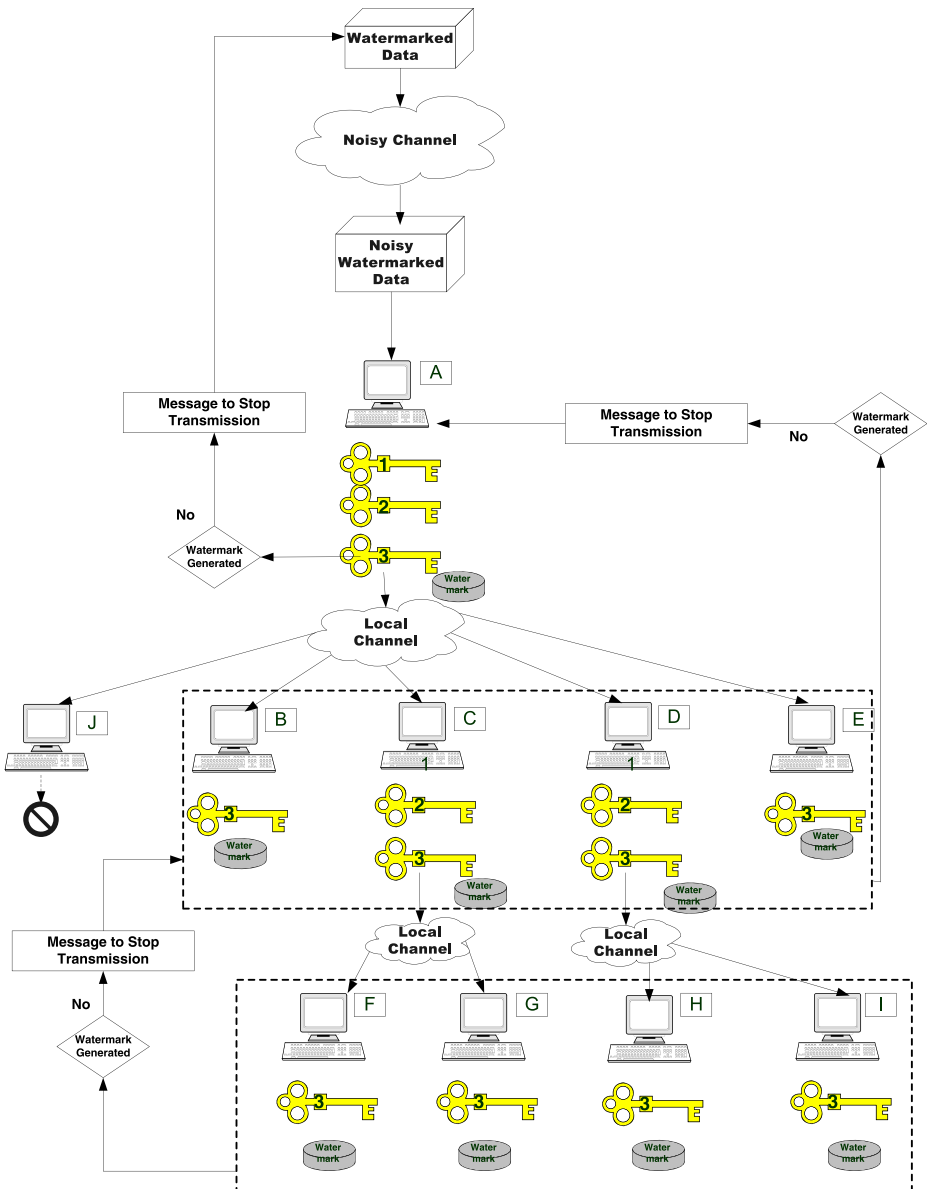 Watermarked
Data
Noisy Channel
Noisy
Watermarked
Data
A
Message to Stop
Transmission
Message to Stop
Transmission
Watermark
Generated
No
1
2
No
3
Watermark
Generated
Water
mark
Local
Channel
J
B
C
D
E
1
1
3
2
2
3
Water
mark
Water
mark
3
3
Water
mark
Water
mark
Message to Stop
Transmission
Local
Channel
Local
Channel
No
F
G
H
I
Watermark
Generated
3
3
3
3
Water
mark
Water
mark
Water
mark
Water
mark